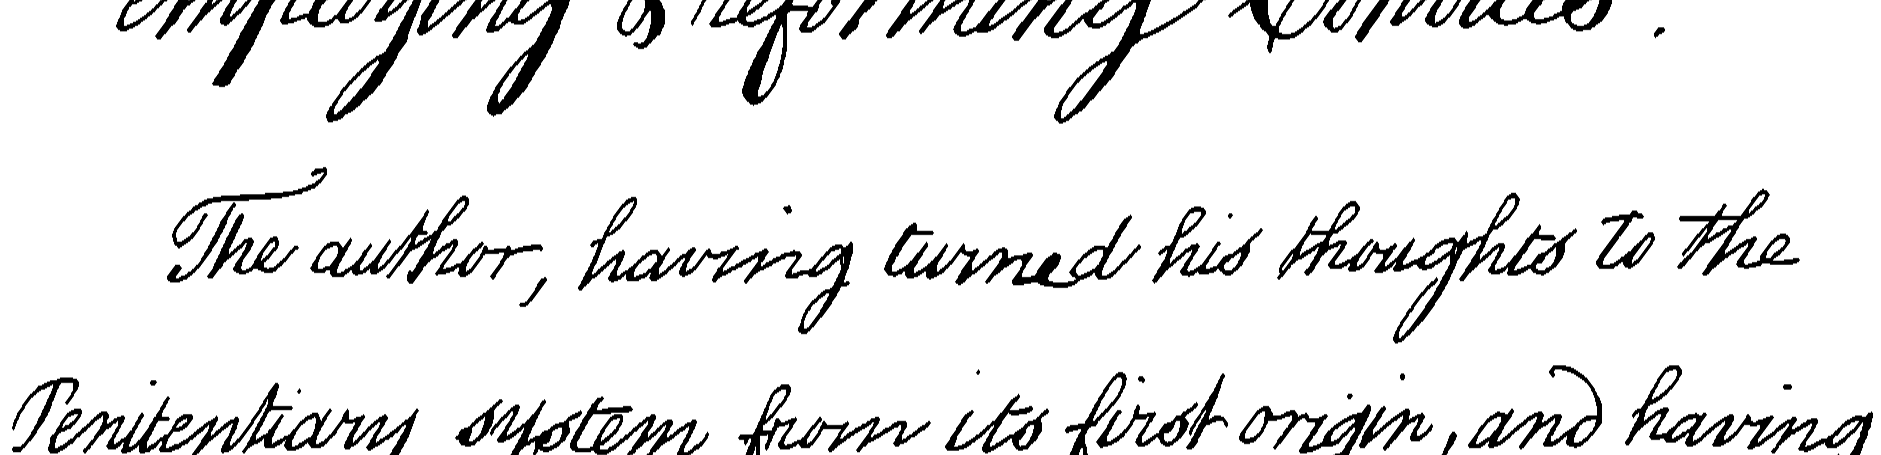 employing & reforming Convicts.
The author, having turned his thoughts to the
Penitentiary system from its first origin, and having